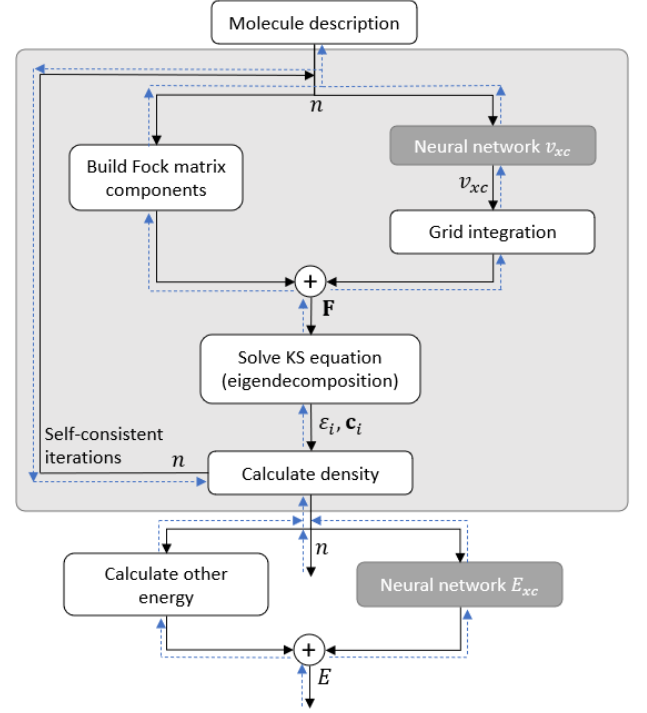 Molecule description
n
Build Fock matrix
components
Neural network v_xc
v_xc
Grid integration
+
F
Solve KS equation
(eigendecomposition)
ε_i, c_i
Self-consistent
iterations
n
Calculate density
n
Calculate other
energy
Neural network E_xc
+
E